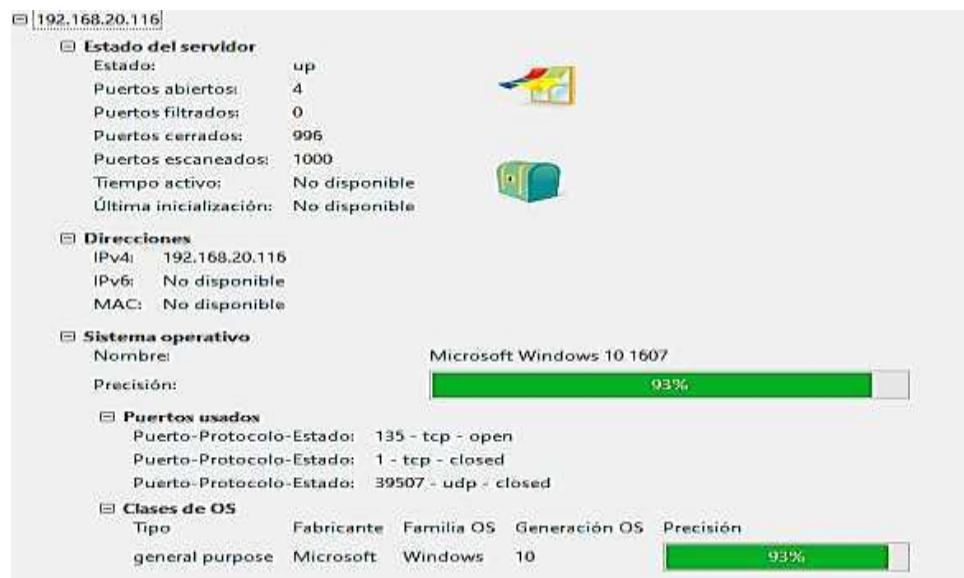 192.168.20.116
Estado del servidor
Estado: up
Puertos abiertos: 4
Puertos filtrados: 0
Puertos cerrados: 996
Puertos escaneados: 1000
Tiempo activo: No disponible
Última inicialización: No disponible
Direcciones
IPv4: 192.168.20.116
IPv6: No disponible
MAC: No disponible
Sistema operativo
Nombre: Microsoft Windows 10 1607
Precisión: 93%
Puertos usados
Puerto-Protocolo-Estado: 135 - tcp - open
Puerto-Protocolo-Estado: 1 - tcp - closed
Puerto-Protocolo-Estado: 39507 - udp - closed
Clases de OS
Tipo Fabricante Familia OS Generación OS Precisión
general purpose Microsoft Windows 10 93%